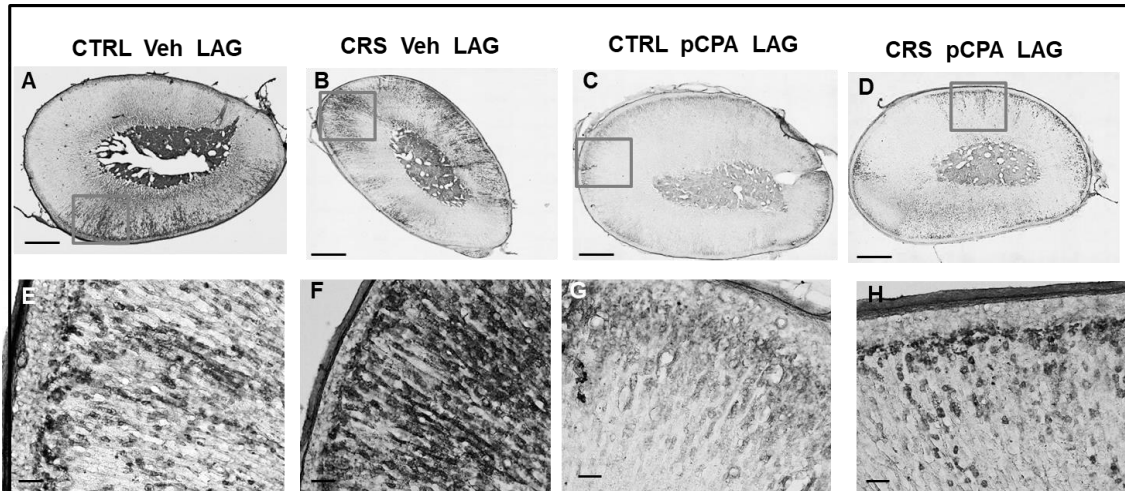 CTRL Veh LAG
CRS Veh LAG
CTRL pCPA LAG
CRS pCPA LAG
A
B
C
D
E
F
G
H